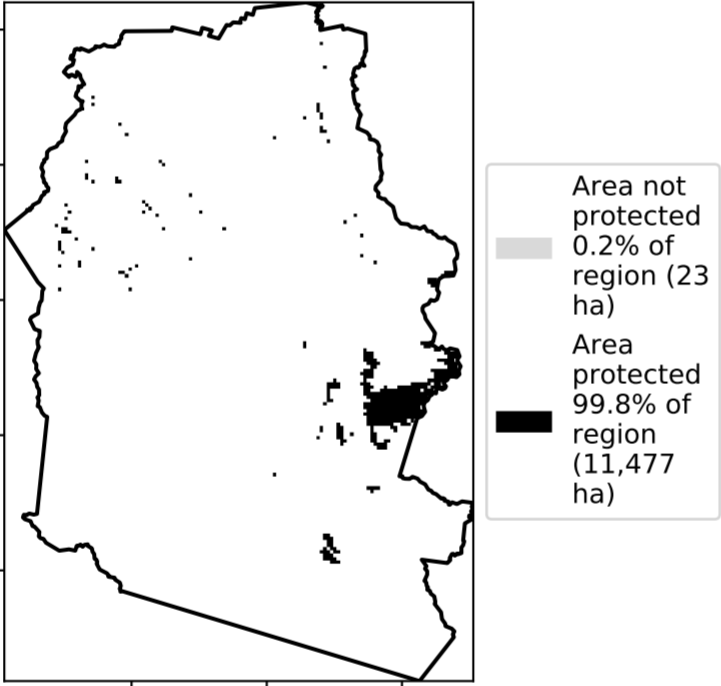 Area not
protected
0.2% of
region (23
ha)
Area
protected
99.8% of
region
(11,477
ha)